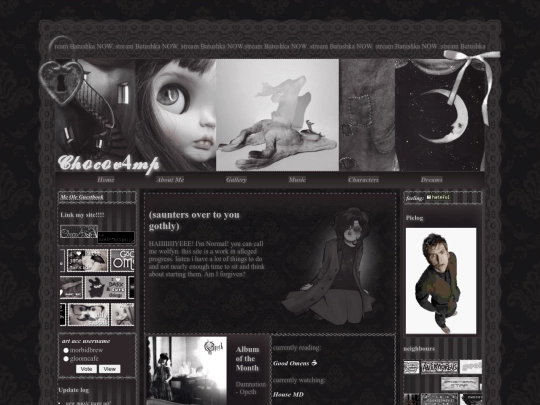 ream Batushka NOW. stream Batushka NOW. stream Batushka NOW.stream Batushka NOW. stream Batushka NOW. stream Batushka NOW
Chocov4mp
Home About Me Gallery Music Characters Dreams
Me Ole Guestbook
Link my site!!!!
art acc username
morbidbrew
gloomcafe
Vote View
Update log
(saunters over to you
gothly)
HAIIIIIIYEEE! I'm Normal! you can call
me wolfyn. this site is a work in alleged
progress. listen i have a lot of things to do
and not nearly enough time to sit and think
about starting them. Am I forgiven?
Album
of the
Month
Damnation
- Opeth
currently reading:
Good Omens
currently watching:
House MD
feeling: hateful
Piclog
neighbours